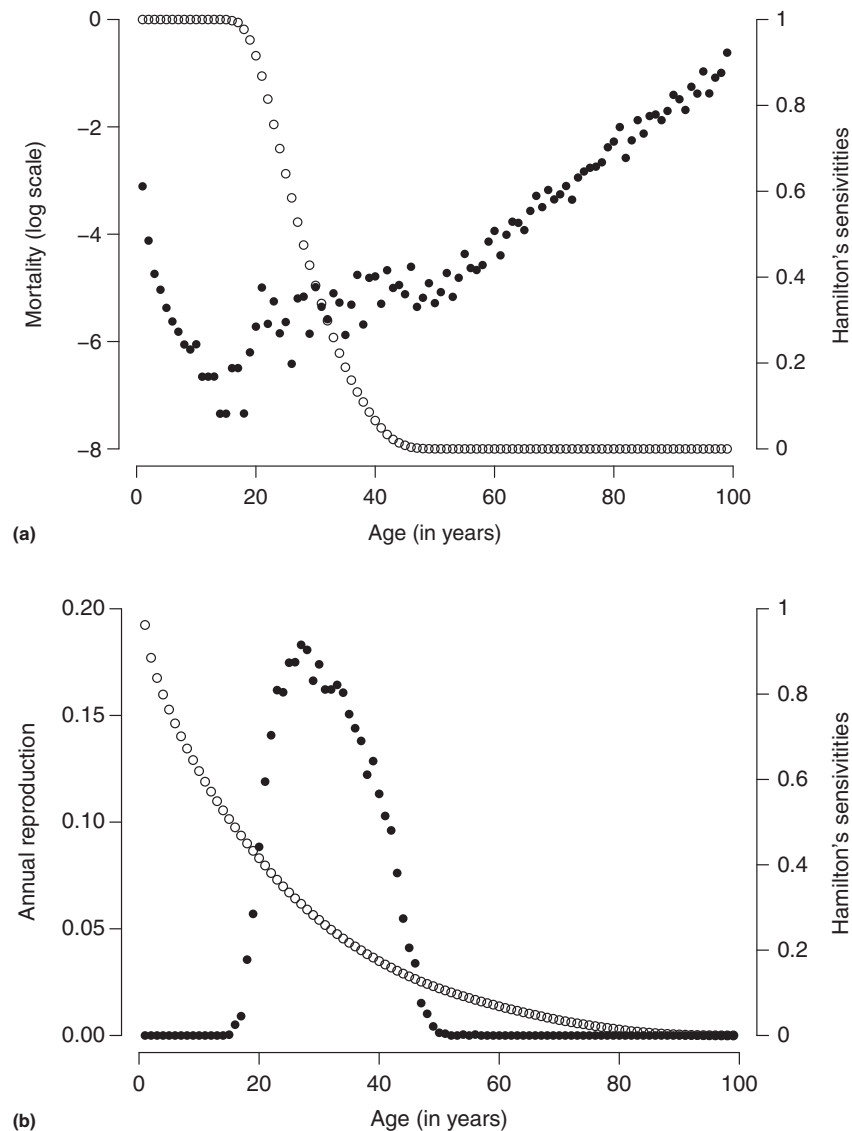 0
−2
−4
−6
−8
Mortality (log scale)
1
0.8
0.6
0.4
0.2
0
Hamilton's sensivitities
0 20 40 60 80 100
Age (in years)
(a)
0.20
0.15
0.10
0.05
0.00
Annual reproduction
1
0.8
0.6
0.4
0.2
0
Hamilton's sensivitities
0 20 40 60 80 100
Age (in years)
(b)